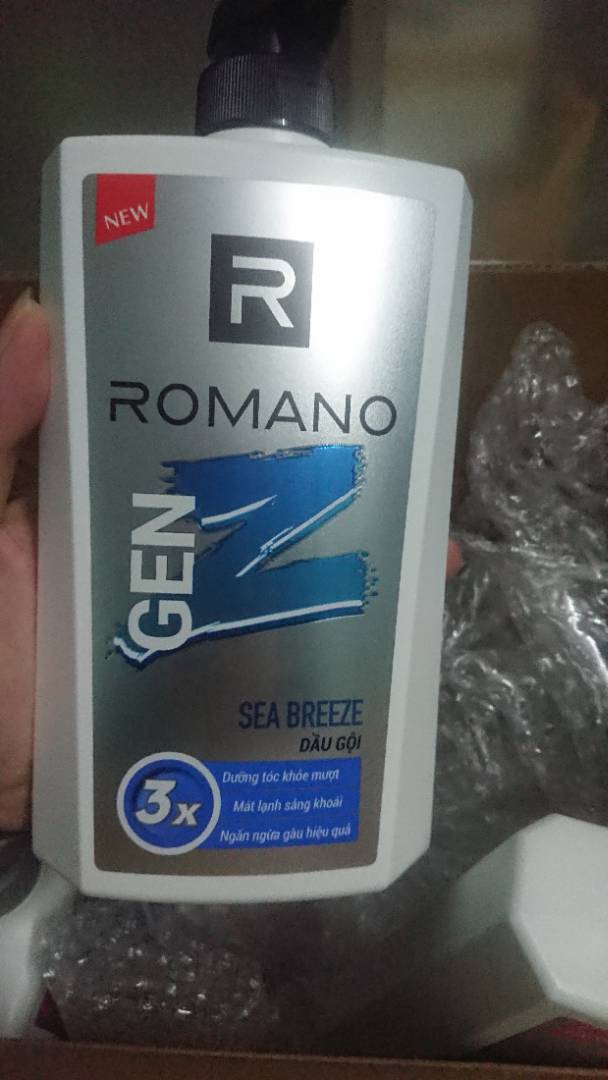 NEW
R
ROMANO
GEN Z
SEA BREEZE
DẦU GỘI
3x
Dưỡng tóc khỏe mượt
Mát lạnh sảng khoái
Ngăn ngừa gàu hiệu quả